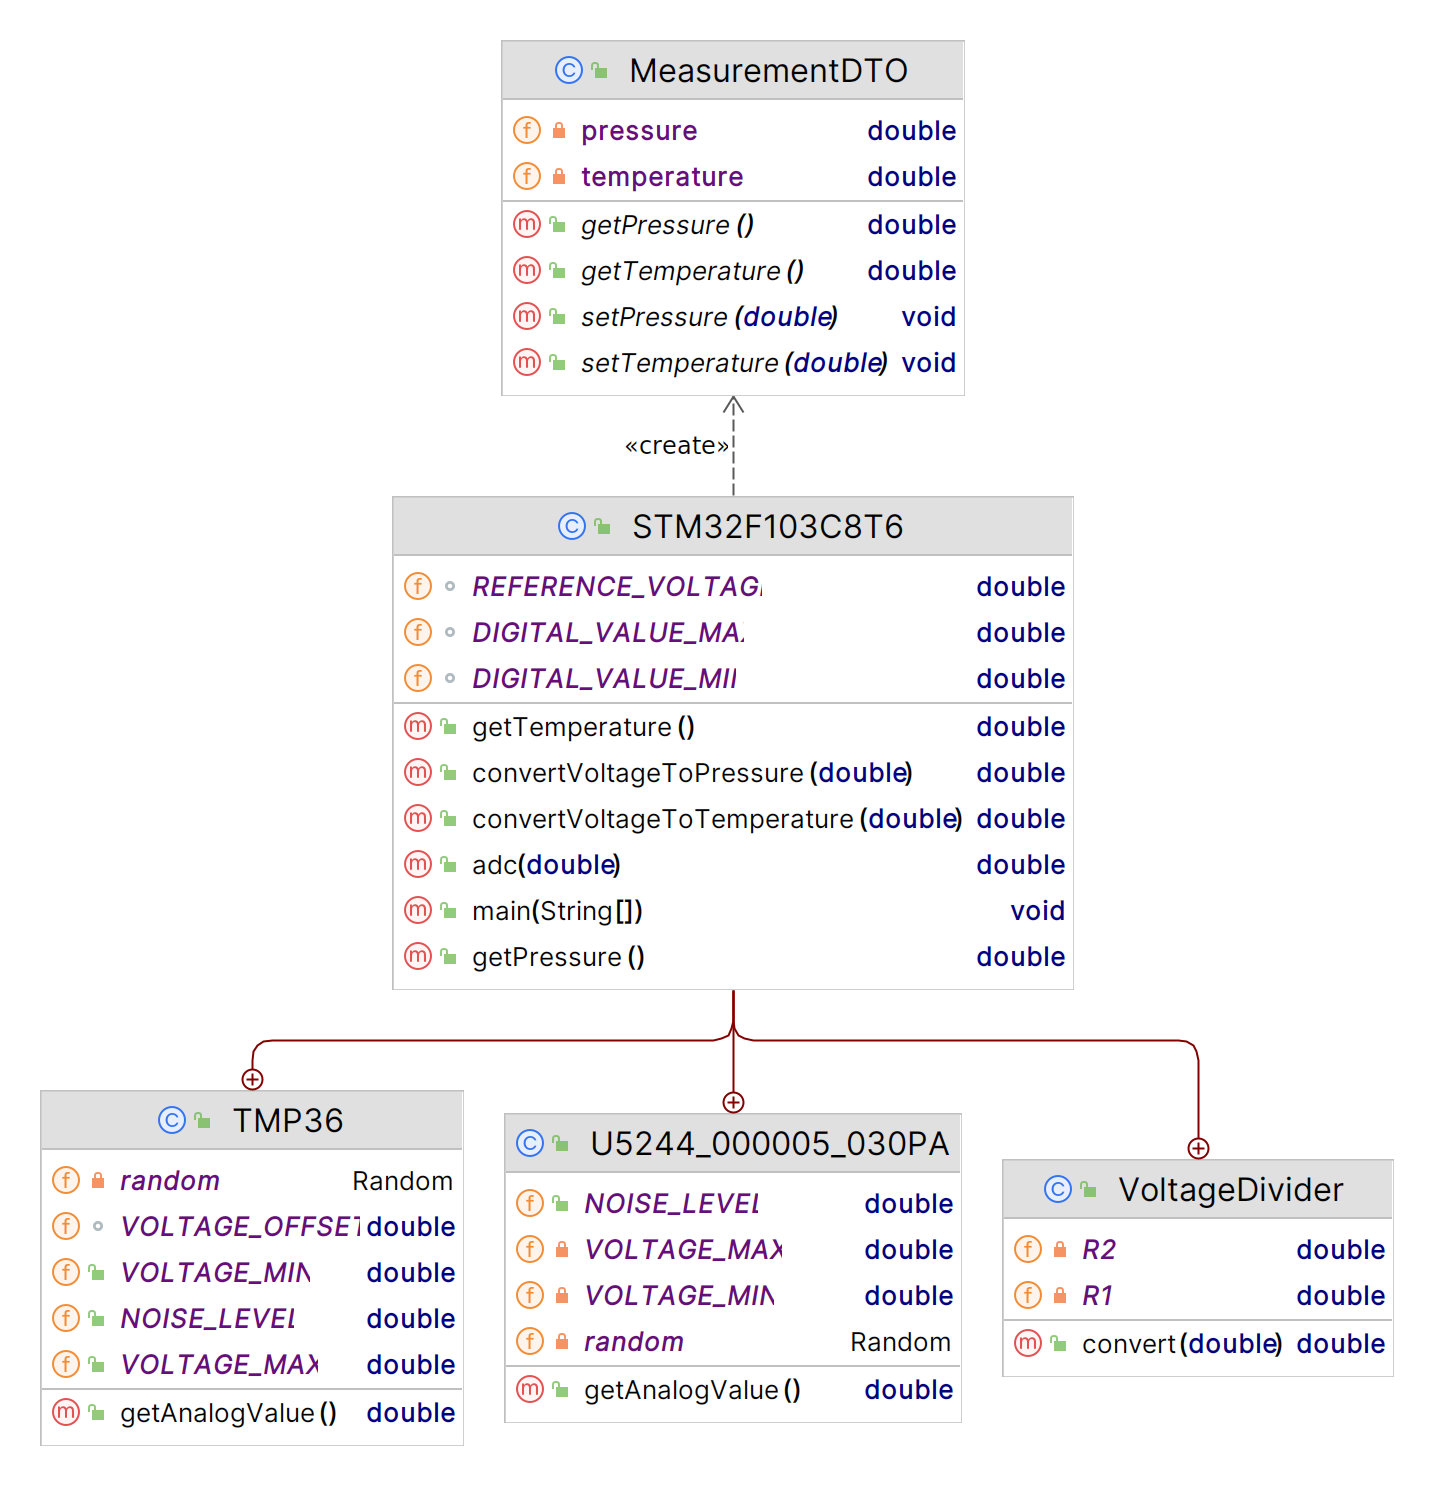 MeasurementDTO
pressure double
temperature double
getPressure() double
getTemperature() double
setPressure(double) void
setTemperature(double) void
«create»
STM32F103C8T6
REFERENCE_VOLTAG double
DIGITAL_VALUE_MA double
DIGITAL_VALUE_MI double
getTemperature() double
convertVoltageToPressure(double) double
convertVoltageToTemperature(double) double
adc(double) double
main(String[]) void
getPressure() double
TMP36
random Random
VOLTAGE_OFFSET double
VOLTAGE_MIN double
NOISE_LEVEL double
VOLTAGE_MAX double
getAnalogValue() double
U5244_000005_030PA
NOISE_LEVEL double
VOLTAGE_MAX double
VOLTAGE_MIN double
random Random
getAnalogValue() double
VoltageDivider
R2 double
R1 double
convert(double) double